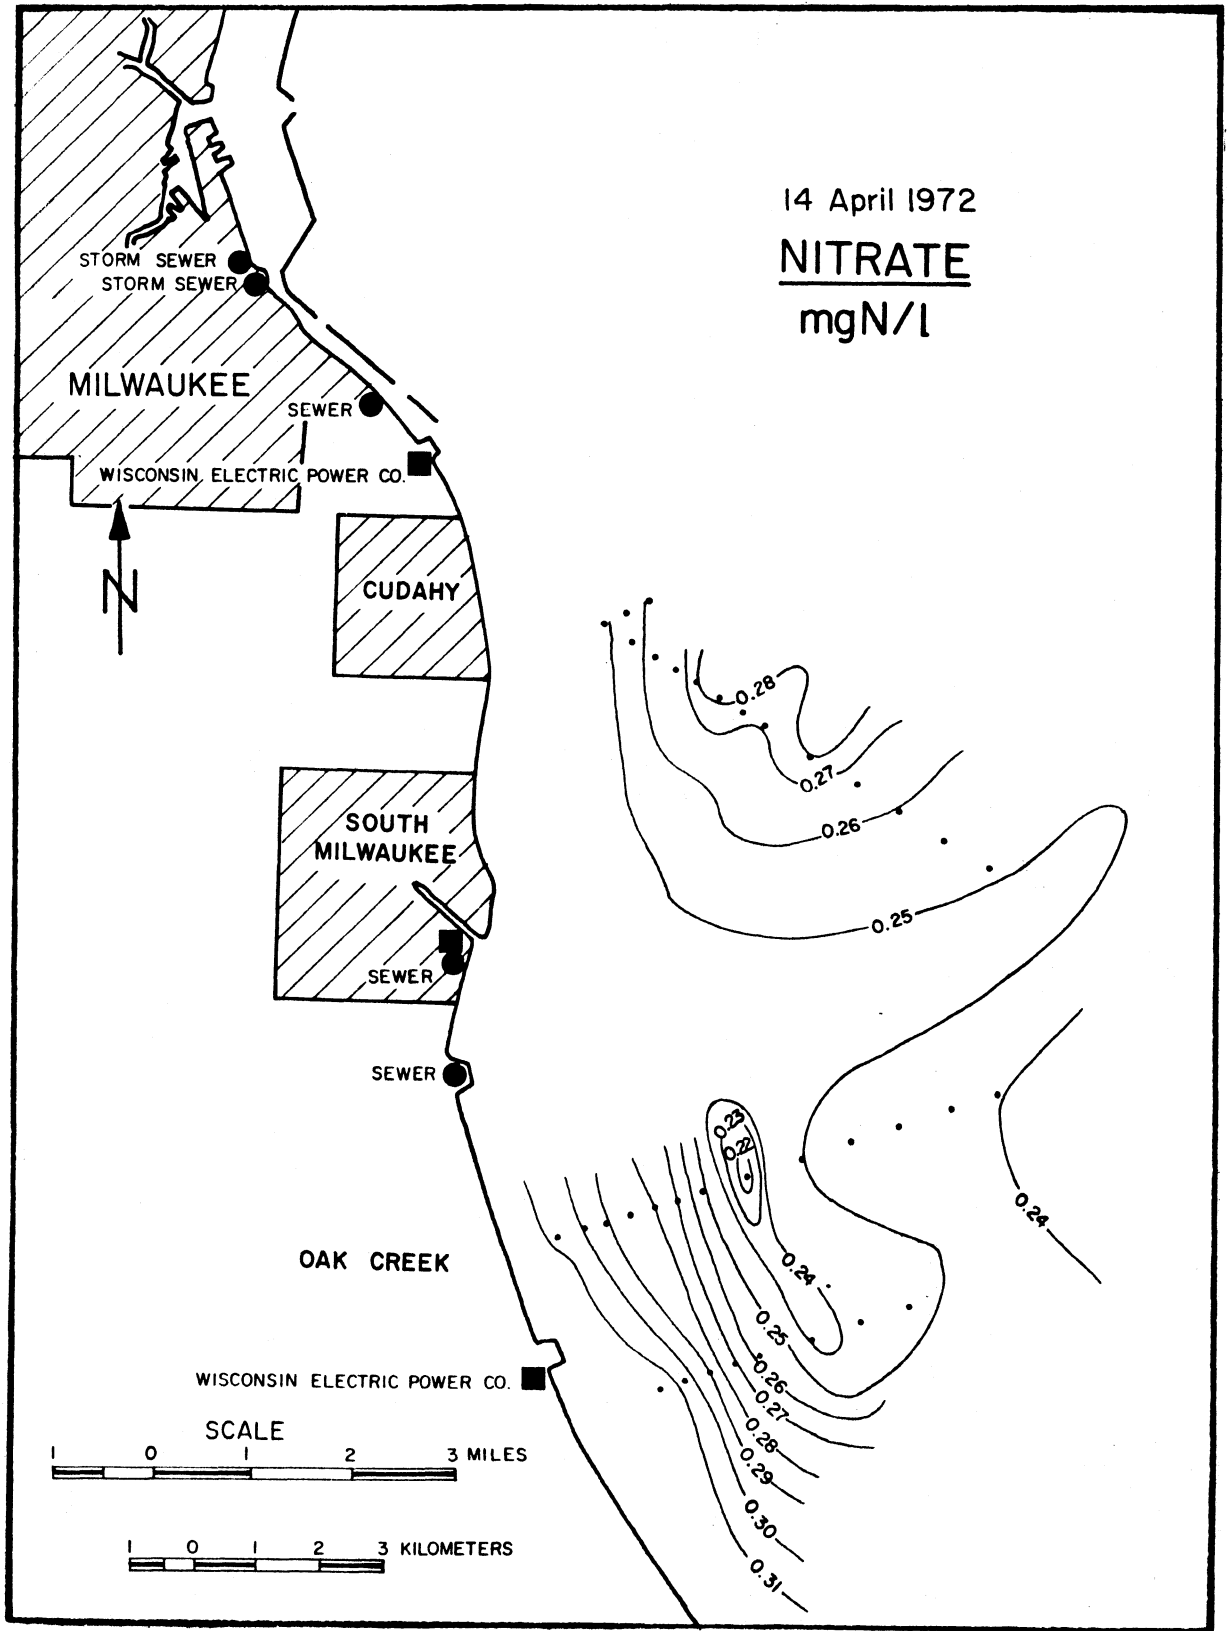 14 April 1972
NITRATE
mgN/l
STORM SEWER
STORM SEWER
MILWAUKEE
SEWER
WISCONSIN ELECTRIC POWER CO.
N
CUDAHY
0.28
0.27
0.26
SOUTH
MILWAUKEE
0.25
SEWER
SEWER
0.23
0.22
0.24
OAK CREEK
0.24
0.25
0.26
WISCONSIN ELECTRIC POWER CO.
0.27
0.28
0.29
0.30
0.31
SCALE
1 0 1 2 3 MILES
1 0 1 2 3 KILOMETERS